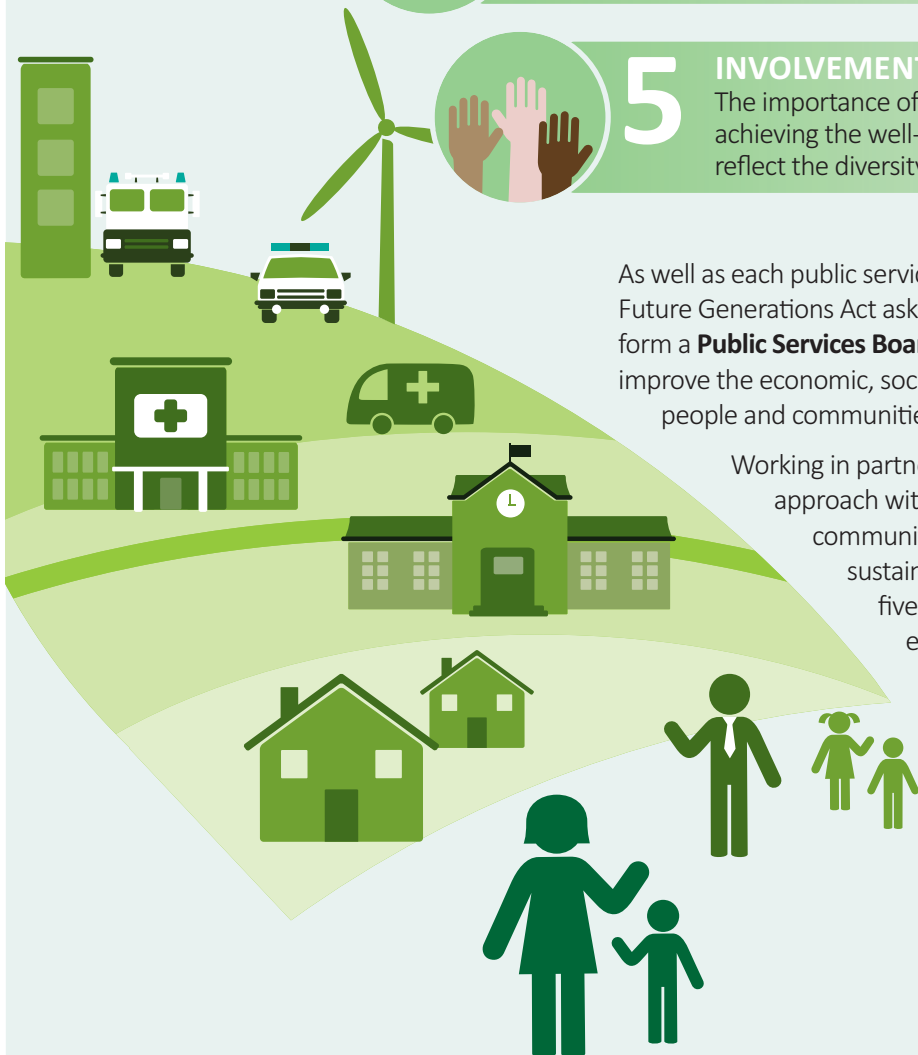 5
INVOLVEMENT
The importance of
achieving the well-
reflect the diversity
As well as each public servic
Future Generations Act ask
form a Public Services Boar
improve the economic, soc
people and communitie
Working in partn
approach wit
communi
sustain
five
e